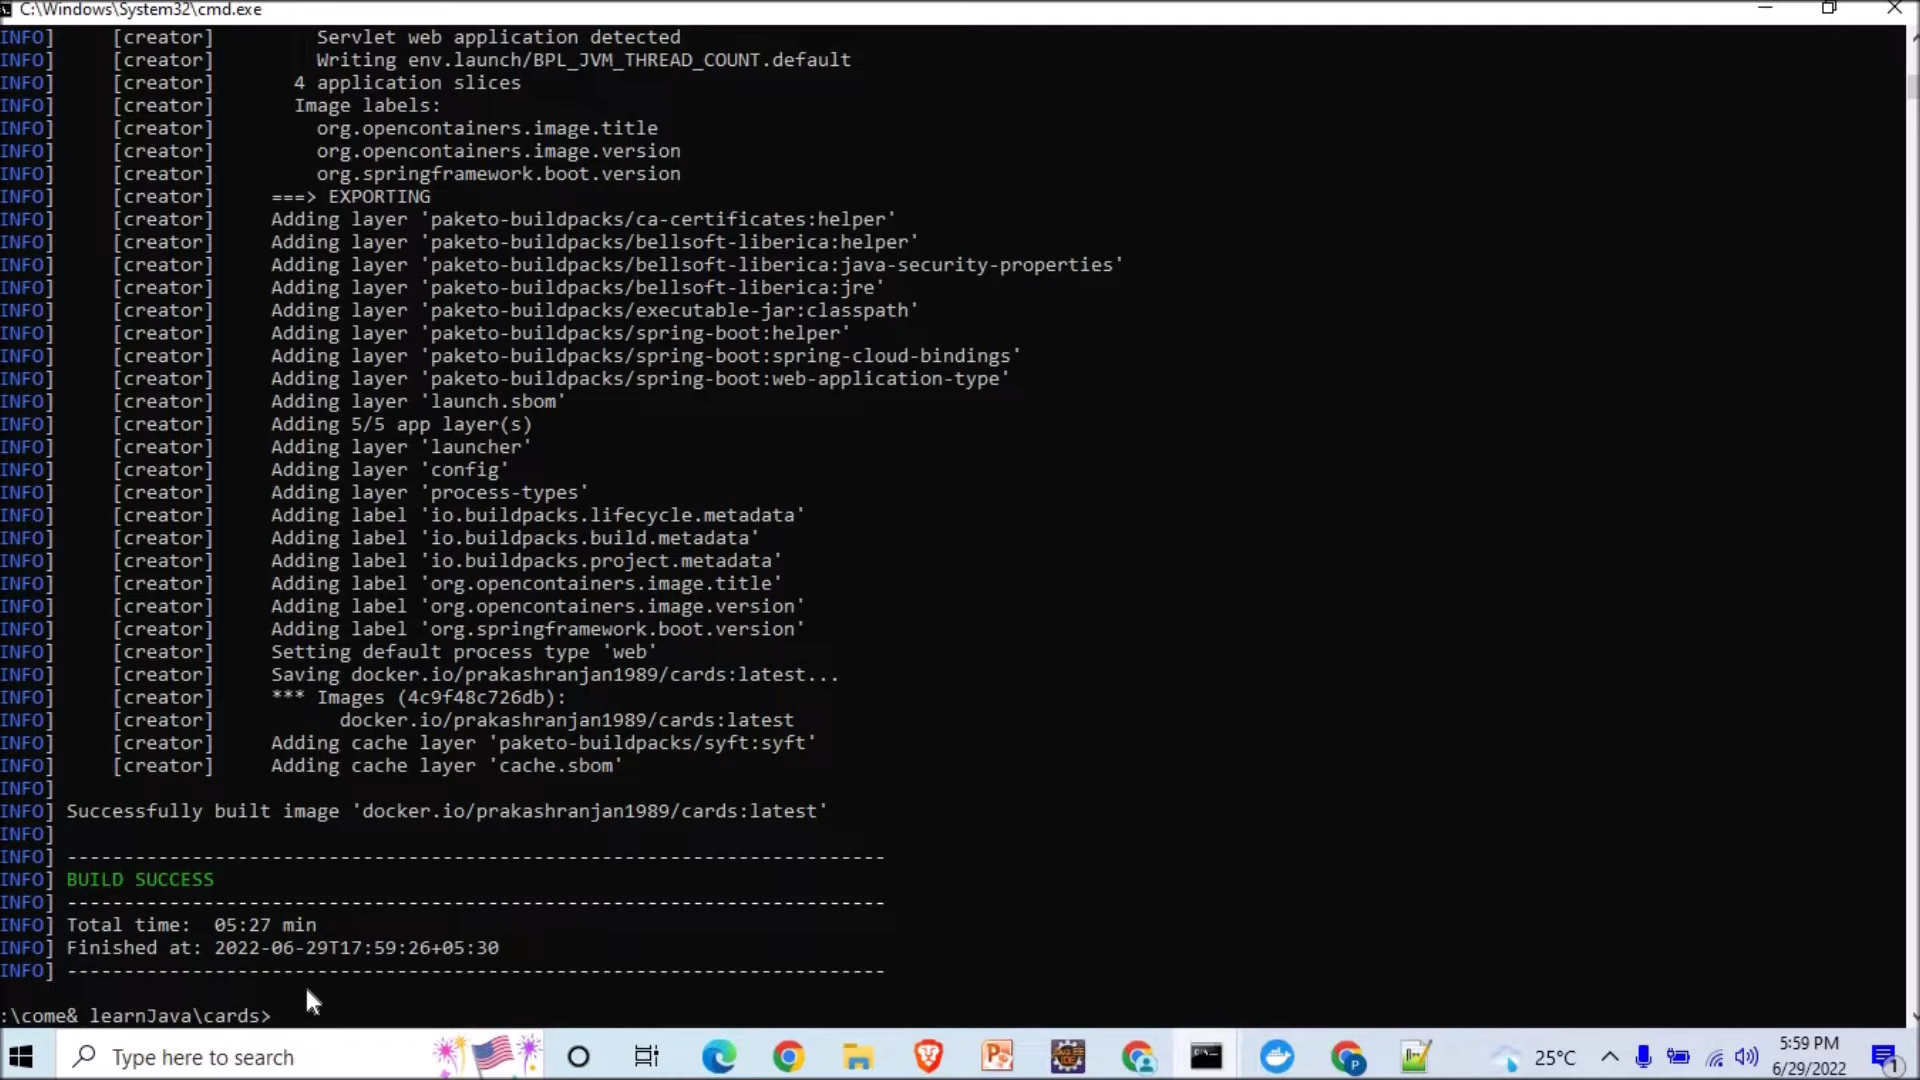 C:\Windows\System32\cmd.exe
INFO] [creator] Servlet web application detected
INFO] [creator] Writing env.launch/BPL_JVM_THREAD_COUNT.default
INFO] [creator] 4 application slices
INFO] [creator] Image labels:
INFO] [creator] org.opencontainers.image.title
INFO] [creator] org.opencontainers.image.version
INFO] [creator] org.springframework.boot.version
INFO] [creator] ===> EXPORTING
INFO] [creator] Adding layer 'paketo-buildpacks/ca-certificates:helper'
INFO] [creator] Adding layer 'paketo-buildpacks/bellsoft-liberica:helper'
INFO] [creator] Adding layer 'paketo-buildpacks/bellsoft-liberica:java-security-properties'
INFO] [creator] Adding layer 'paketo-buildpacks/bellsoft-liberica:jre'
INFO] [creator] Adding layer 'paketo-buildpacks/executable-jar:classpath'
INFO] [creator] Adding layer 'paketo-buildpacks/spring-boot:helper'
INFO] [creator] Adding layer 'paketo-buildpacks/spring-boot:spring-cloud-bindings'
INFO] [creator] Adding layer 'paketo-buildpacks/spring-boot:web-application-type'
INFO] [creator] Adding layer 'launch.sbom'
INFO] [creator] Adding 5/5 app layer(s)
INFO] [creator] Adding layer 'launcher'
INFO] [creator] Adding layer 'config'
INFO] [creator] Adding layer 'process-types'
INFO] [creator] Adding label 'io.buildpacks.lifecycle.metadata'
INFO] [creator] Adding label 'io.buildpacks.build.metadata'
INFO] [creator] Adding label 'io.buildpacks.project.metadata'
INFO] [creator] Adding label 'org.opencontainers.image.title'
INFO] [creator] Adding label 'org.opencontainers.image.version'
INFO] [creator] Adding label 'org.springframework.boot.version'
INFO] [creator] Setting default process type 'web'
INFO] [creator] Saving docker.io/prakashranjan1989/cards:latest...
INFO] [creator] *** Images (4c9f48c726db):
INFO] [creator] docker.io/prakashranjan1989/cards:latest
INFO] [creator] Adding cache layer 'paketo-buildpacks/syft:syft'
INFO] [creator] Adding cache layer 'cache.sbom'
INFO]
INFO] Successfully built image 'docker.io/prakashranjan1989/cards:latest'
INFO]
INFO] ------------------------------------------------------------------------
INFO] BUILD SUCCESS
INFO] ------------------------------------------------------------------------
INFO] Total time:  05:27 min
INFO] Finished at: 2022-06-29T17:59:26+05:30
INFO] ------------------------------------------------------------------------
:\come& learnJava\cards>
Type here to search
25°C
5:59 PM
6/29/2022
1